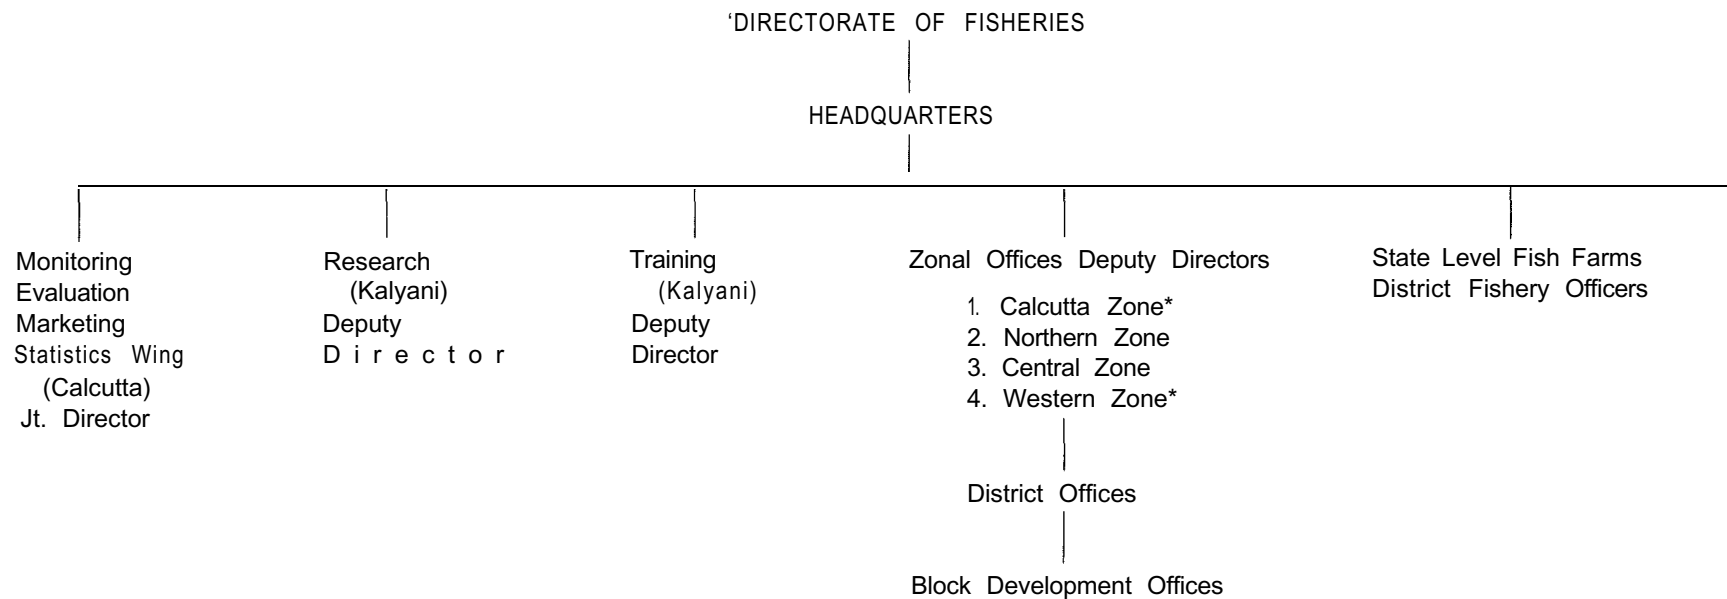 ‘DIRECTORATE OF FISHERIES
HEADQUARTERS
Monitoring
Evaluation
Marketing
Statistics Wing
(Calcutta)
Jt. Director
Research
(Kalyani)
Deputy
Director
Training
(Kalyani)
Deputy
Director
Zonal Offices Deputy Directors
1. Calcutta Zone*
2. Northern Zone
3. Central Zone
4. Western Zone*
District Offices
Block Development Offices
State Level Fish Farms
District Fishery Officers